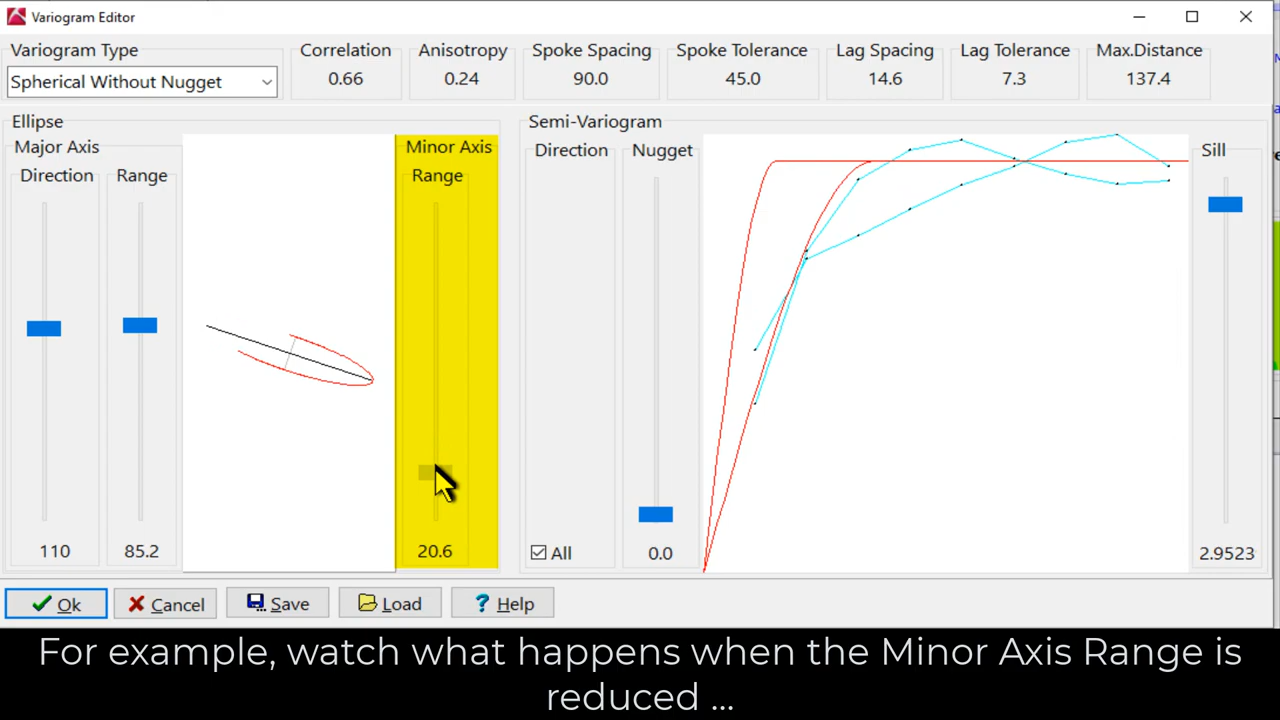 Variogram Editor
Variogram Type
Correlation
Anisotropy
Spoke Spacing
Spoke Tolerance
Lag Spacing
Lag Tolerance
Max.Distance
Spherical Without Nugget
0.66
0.24
90.0
45.0
14.6
7.3
137.4
Ellipse
Semi-Variogram
Major Axis
Minor Axis
Direction
Nugget
Sill
Direction
Range
Range
110
85.2
20.6
All
0.0
2.9523
Ok
Cancel
Save
Load
? Help
For example, watch what happens when the Minor Axis Range is
reduced ...